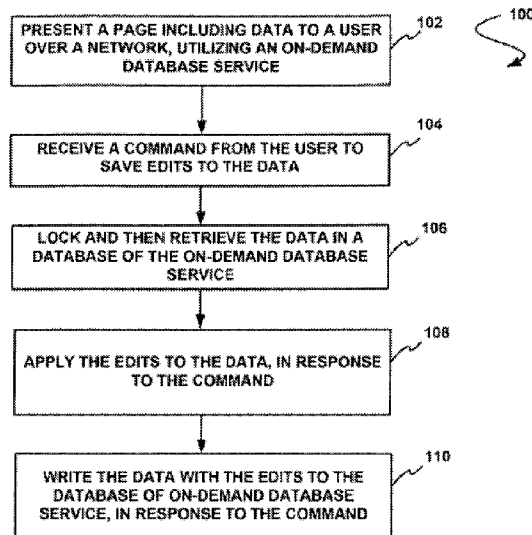 100
PRESENT A PAGE INCLUDING DATA TO A USER
OVER A NETWORK, UTILIZING AN ON-DEMAND
DATABASE SERVICE
102
RECEIVE A COMMAND FROM THE USER TO
SAVE EDITS TO THE DATA
104
LOCK AND THEN RETRIEVE THE DATA IN A
DATABASE OF THE ON-DEMAND DATABASE
SERVICE
106
APPLY THE EDITS TO THE DATA, IN RESPONSE
TO THE COMMAND
108
WRITE THE DATA WITH THE EDITS TO THE
DATABASE OF ON-DEMAND DATABASE
SERVICE, IN RESPONSE TO THE COMMAND
110